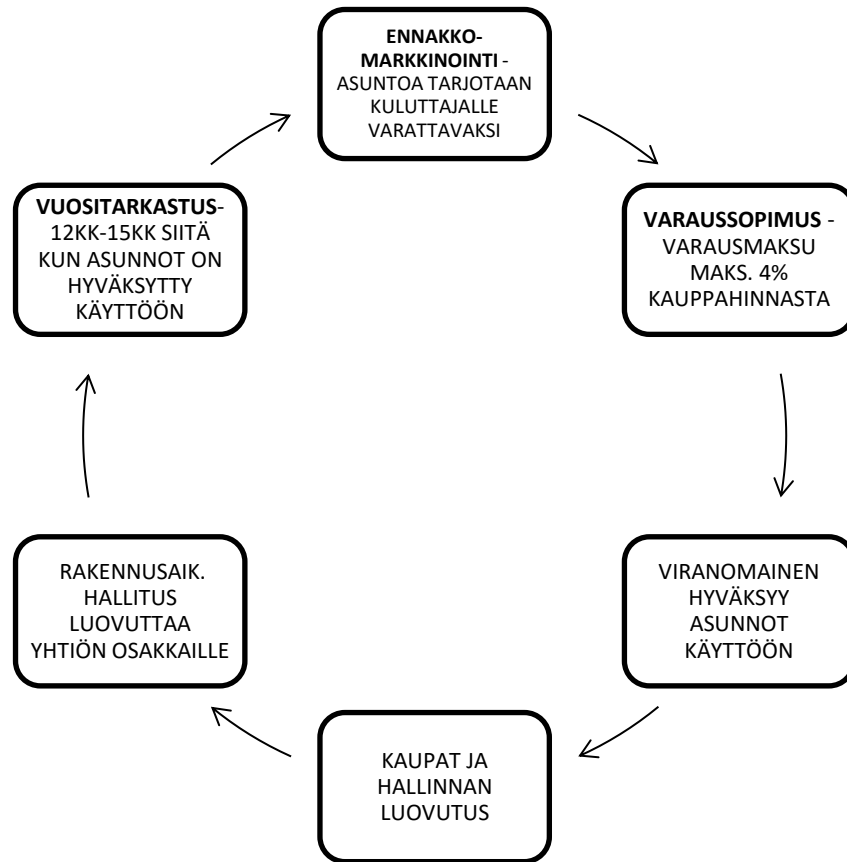 ENNAKKO-
MARKKINOINTI -
ASUNTOA TARJOTAAN
KULUTTAJALLE
VARATTAVAKSI
VARAUSSOPIMUS -
VARAUSMAKSU
MAKS. 4%
KAUPPAHINNASTA
VIRANOMAINEN
HYVÄKSYY
ASUNNOT
KÄYTTÖÖN
KAUPAT JA
HALLINNAN
LUOVUTUS
RAKENNUSAIK.
HALLITUS
LUOVUTTAA
YHTIÖN OSAKKAILLE
VUOSITARKASTUS-
12KK-15KK SIITÄ
KUN ASUNNOT ON
HYVÄKSYTTY
KÄYTTÖÖN